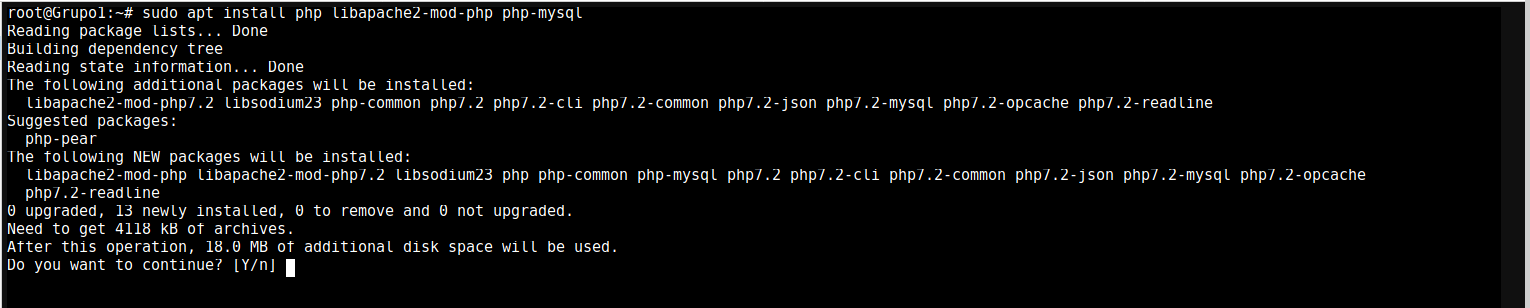 root@Grupo1:~# sudo apt install php libapache2-mod-php php-mysql
Reading package lists... Done
Building dependency tree
Reading state information... Done
The following additional packages will be installed:
  libapache2-mod-php7.2 libsodium23 php-common php7.2 php7.2-cli php7.2-common php7.2-json php7.2-mysql php7.2-opcache php7.2-readline
Suggested packages:
  php-pear
The following NEW packages will be installed:
  libapache2-mod-php libapache2-mod-php7.2 libsodium23 php php-common php-mysql php7.2 php7.2-cli php7.2-common php7.2-json php7.2-mysql php7.2-opcache
  php7.2-readline
0 upgraded, 13 newly installed, 0 to remove and 0 not upgraded.
Need to get 4118 kB of archives.
After this operation, 18.0 MB of additional disk space will be used.
Do you want to continue? [Y/n]